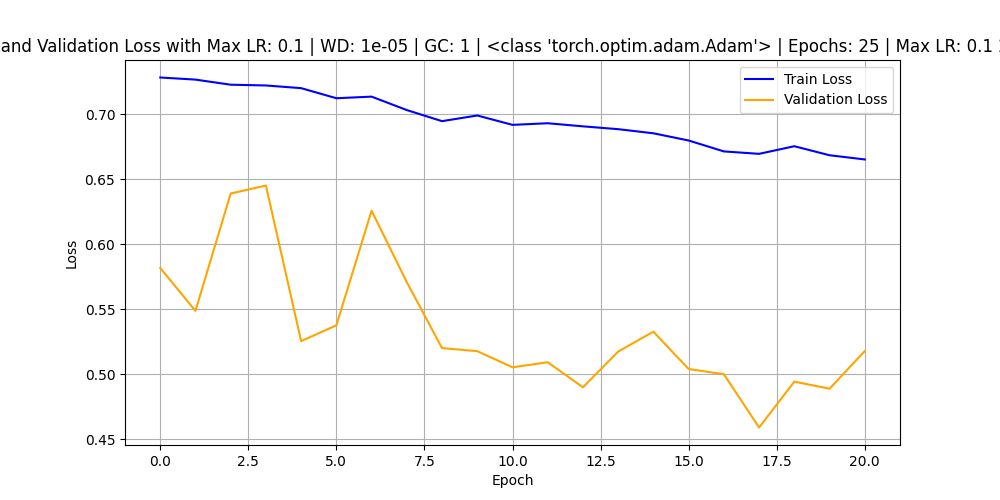 and Validation Loss with Max LR: 0.1 | WD: 1e-05 | GC: 1 | <class 'torch.optim.adam.Adam'> | Epochs: 25 | Max LR: 0.1
Train Loss
Validation Loss
0.70
0.65
0.60
0.55
0.50
0.45
Loss
0.0 2.5 5.0 7.5 10.0 12.5 15.0 17.5 20.0
Epoch